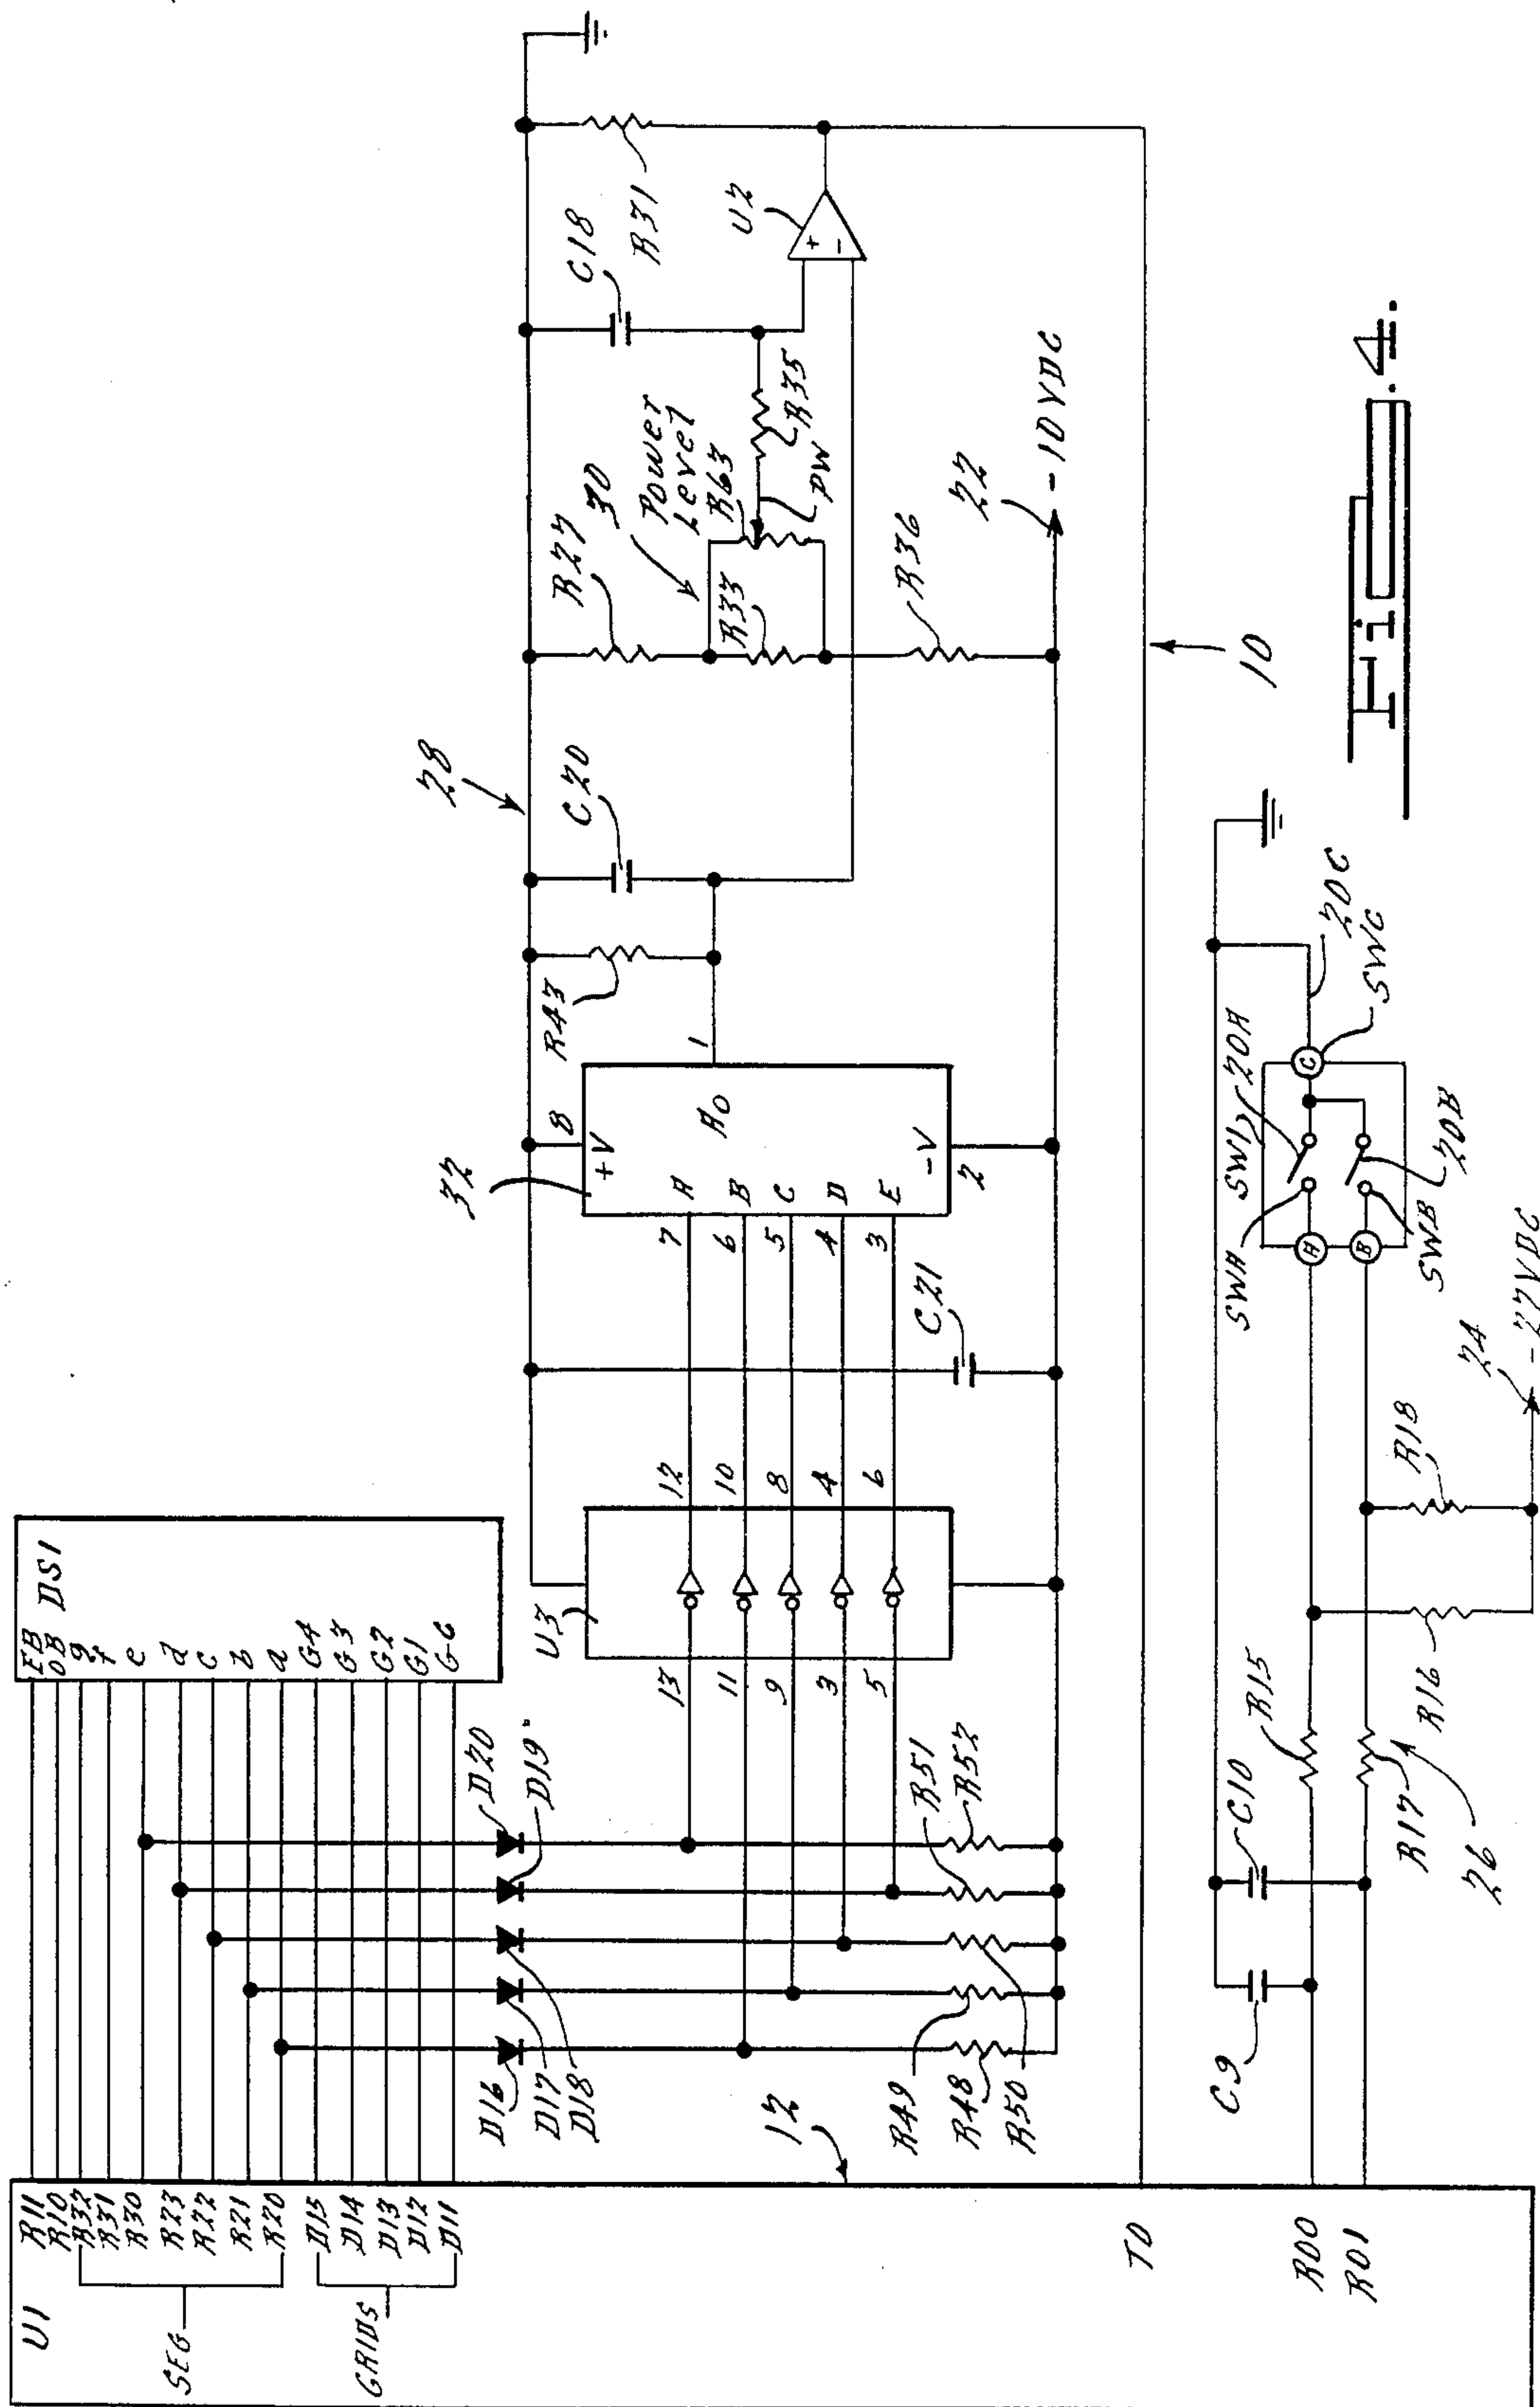 U1
R11
R10
R32
R31
R30
R23
R22
R21
R20
D15
D14
D13
D12
D11
SEG
GRIDS
T0
R00
R01
EB
OB
g
f
e
d
c
b
a
G4
G3
G2
G1
G-C
DS1
D16
D17
D18
D20
D19
R49
R48
R50
R51
R52
12
U3
13
11
9
3
5
12
10
8
4
6
C21
32
8
+V
A0
A
B
C
D
E
-V
2
7
6
5
4
3
1
R43
C20
28
R27
30
Power
Level
R63
R33
R35
PW
R36
22
-10VDC
C18
R31
U2
+
-
10
C9
C10
R15
R17
26
R16
R18
24
-27VDC
SWA
SW1
20A
A
B
C
SWB
20B
20C
SWC
Fig. 4.